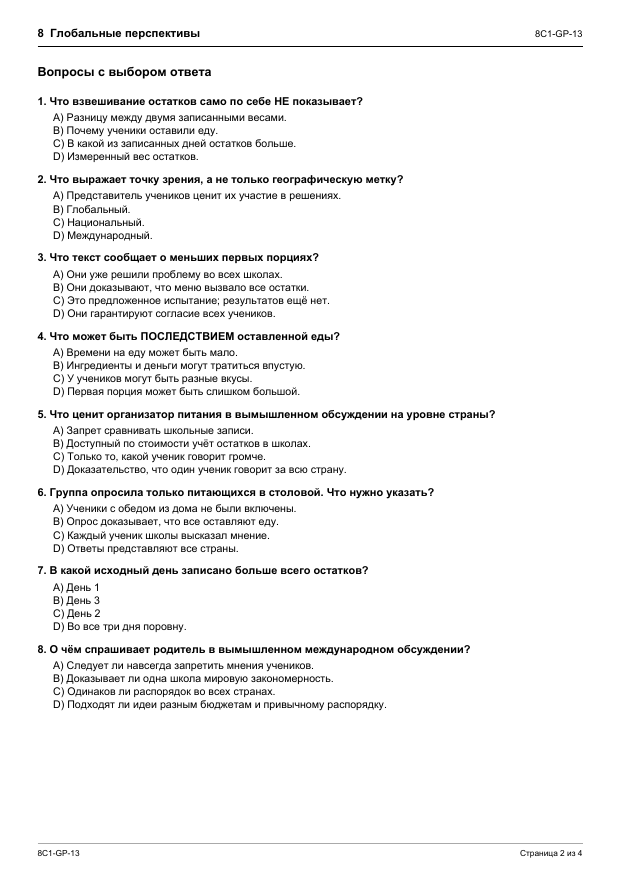 8 Глобальные перспективы
8C1-GP-13
Вопросы с выбором ответа
1. Что взвешивание остатков само по себе НЕ показывает?
A) Разницу между двумя записанными весами.
B) Почему ученики оставили еду.
C) В какой из записанных дней остатков больше.
D) Измеренный вес остатков.
2. Что выражает точку зрения, а не только географическую метку?
A) Представитель учеников ценит их участие в решениях.
B) Глобальный.
C) Национальный.
D) Международный.
3. Что текст сообщает о меньших первых порциях?
A) Они уже решили проблему во всех школах.
B) Они доказывают, что меню вызвало все остатки.
C) Это предложенное испытание; результатов ещё нет.
D) Они гарантируют согласие всех учеников.
4. Что может быть ПОСЛЕДСТВИЕМ оставленной еды?
A) Времени на еду может быть мало.
B) Ингредиенты и деньги могут тратиться впустую.
C) У учеников могут быть разные вкусы.
D) Первая порция может быть слишком большой.
5. Что ценит организатор питания в вымышленном обсуждении на уровне страны?
A) Запрет сравнивать школьные записи.
B) Доступный по стоимости учёт остатков в школах.
C) Только то, какой ученик говорит громче.
D) Доказательство, что один ученик говорит за всю страну.
6. Группа опросила только питающихся в столовой. Что нужно указать?
A) Ученики с обедом из дома не были включены.
B) Опрос доказывает, что все оставляют еду.
C) Каждый ученик школы высказал мнение.
D) Ответы представляют все страны.
7. В какой исходный день записано больше всего остатков?
A) День 1
B) День 3
C) День 2
D) Во все три дня поровну.
8. О чём спрашивает родитель в вымышленном международном обсуждении?
A) Следует ли навсегда запретить мнения учеников.
B) Доказывает ли одна школа мировую закономерность.
C) Одинаков ли распорядок во всех странах.
D) Подходят ли идеи разным бюджетам и привычному распорядку.
8C1-GP-13
Страница 2 из 4